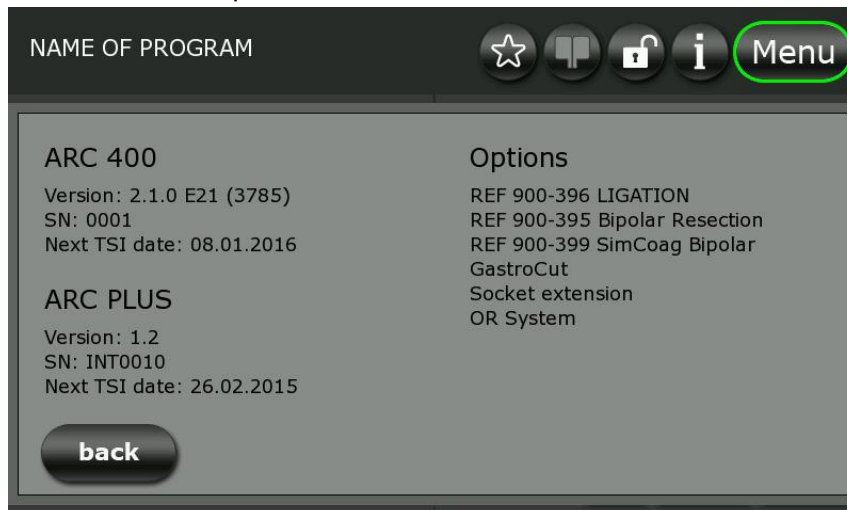 NAME OF PROGRAM
i
Menu
ARC 400
Version: 2.1.0 E21 (3785)
SN: 0001
Next TSI date: 08.01.2016
ARC PLUS
Version: 1.2
SN: INT0010
Next TSI date: 26.02.2015
back
Options
REF 900-396 LIGATION
REF 900-395 Bipolar Resection
REF 900-399 SimCoag Bipolar
GastroCut
Socket extension
OR System